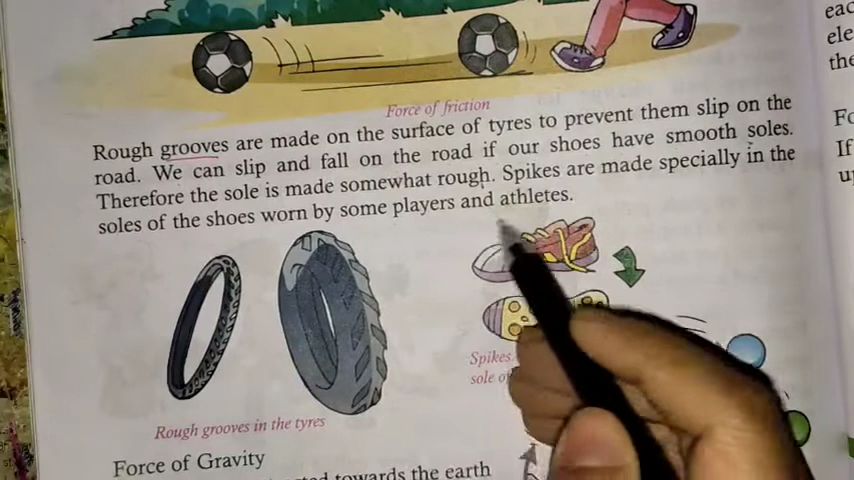 Force of friction
Rough grooves are made on the surface of tyres to prevent them slip on the
road. We can slip and fall on the road if our shoes have smooth soles.
Therefore the sole is made somewhat rough. Spikes are made specially in the
soles of the shoes worn by some players and athletes.
Spikes
sole
Rough grooves in the tyres
Force of Gravity
towards the earth
the
If